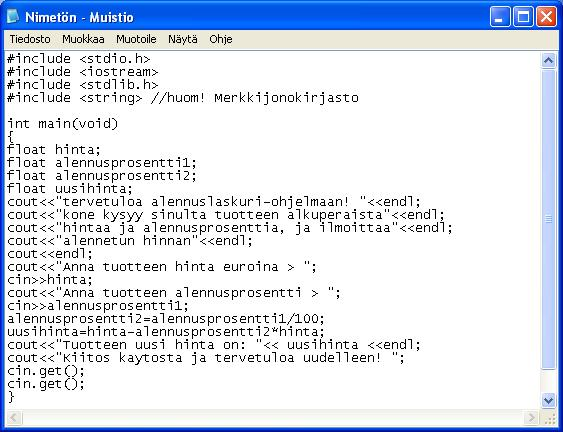 Nimetön - Muistio
Tiedosto Muokkaa Muotoile Näytä Ohje
#include <stdio.h>
#include <iostream>
#include <stdlib.h>
#include <string> //huom! Merkkijonokirjasto

int main(void)
{
float hinta;
float alennusprosentti1;
float alennusprosentti2;
float uusihinta;
cout<<"tervetuloa alennuslaskuri-ohjelmaan! "<<endl;
cout<<"kone kysyy sinulta tuotteen alkuperaista"<<endl;
cout<<"hintaa ja alennusprosenttia, ja ilmoittaa"<<endl;
cout<<"alennetun hinnan"<<endl;
cout<<endl;
cout<<"Anna tuotteen hinta euroina > ";
cin>>hinta;
cout<<"Anna tuotteen alennusprosentti > ";
cin>>alennusprosentti1;
alennusprosentti2=alennusprosentti1/100;
uusihinta=hinta-alennusprosentti2*hinta;
cout<<"Tuotteen uusi hinta on: "<< uusihinta <<endl;
cout<<"Kiitos kaytosta ja tervetuloa uudelleen! ";
cin.get();
cin.get();
}